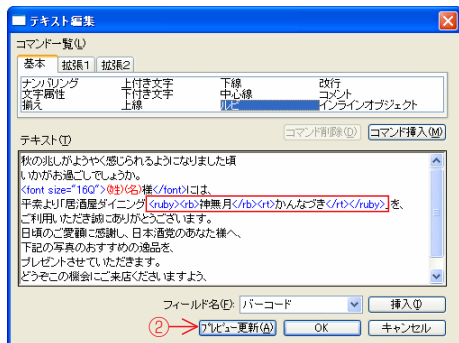 テキスト編集
コマンド一覧(L)
基本 拡張1 拡張2
ナンバリング 上付き文字 下線 改行
文字属性 下付き文字 中心線 コメント
揃え 上線 ルビ インラインオブジェクト
テキスト(T) コマンド削除(D) コマンド挿入(M)
秋の兆しがようやく感じられるようになりました頃
いかがお過ごしでしょうか。
<font size="16Q">(姓)(名)様</font>には、
平素より「居酒屋ダイニング<ruby><rb>神無月</rb><rt>かんなづき</rt></ruby>」を、
ご利用いただき誠にありがとうございます。
日頃のご愛顧に感謝し、日本酒党のあなた様へ、
下記の写真のおすすめの逸品を、
プレゼントさせていただきます。
どうぞこの機会にご来店くださいますよう、
フィールド名(F): バーコード 挿入(I)
② プレビュー更新(A) OK キャンセル